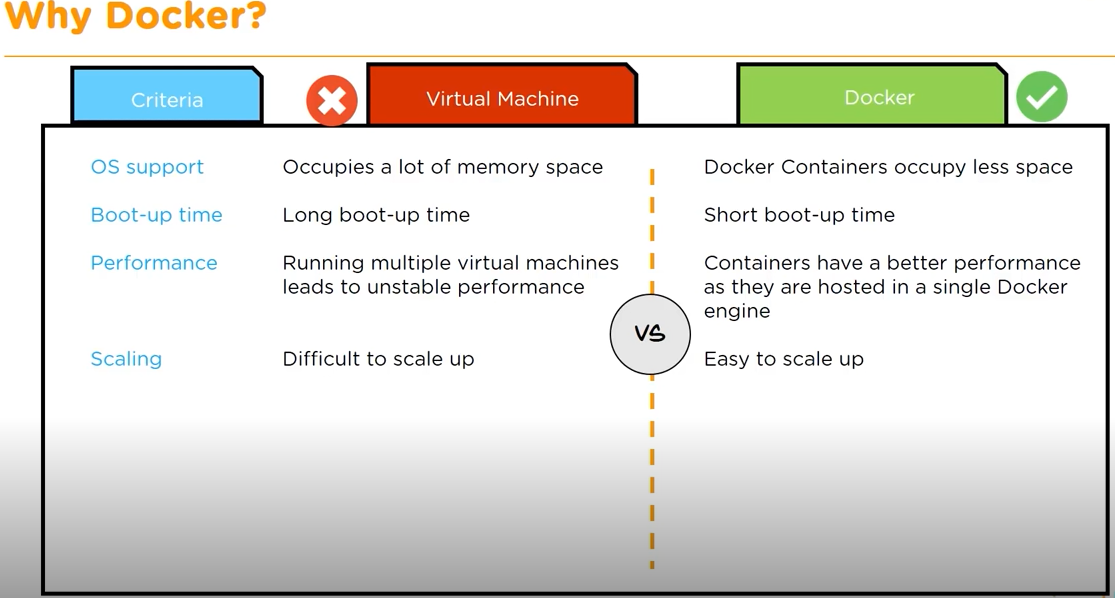 Why Docker?
Criteria
Virtual Machine
Docker
OS support
Occupies a lot of memory space
Docker Containers occupy less space
Boot-up time
Long boot-up time
Short boot-up time
Performance
Running multiple virtual machines
leads to unstable performance
Containers have a better performance
as they are hosted in a single Docker
engine
VS
Scaling
Difficult to scale up
Easy to scale up